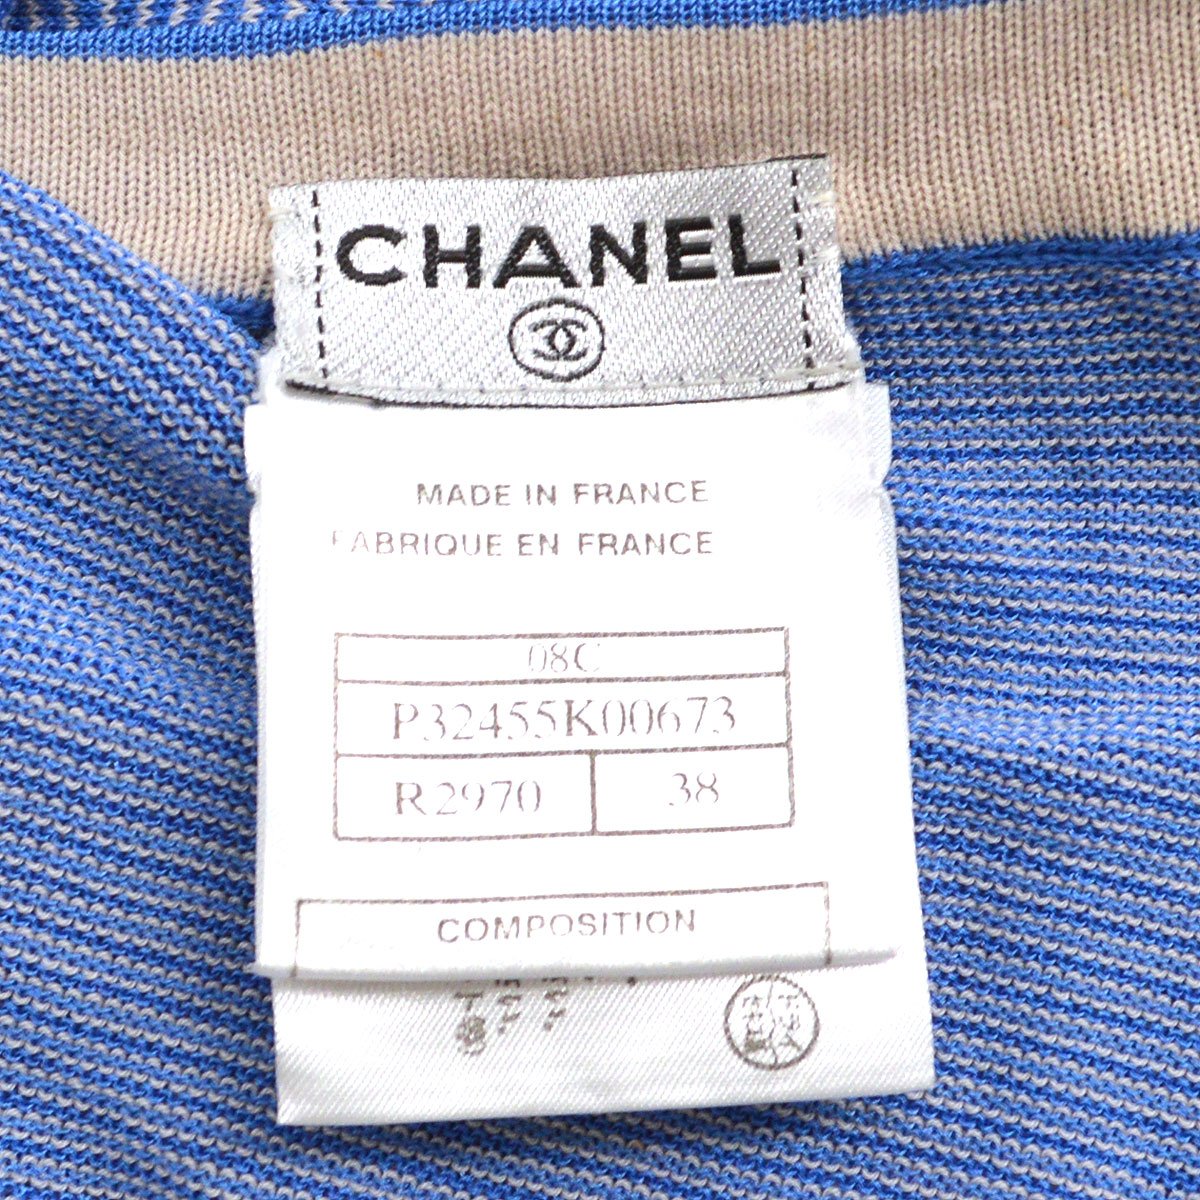 CHANEL
MADE IN FRANCE
FABRIQUE EN FRANCE
08C
P32455K00673
R2970 38
COMPOSITION